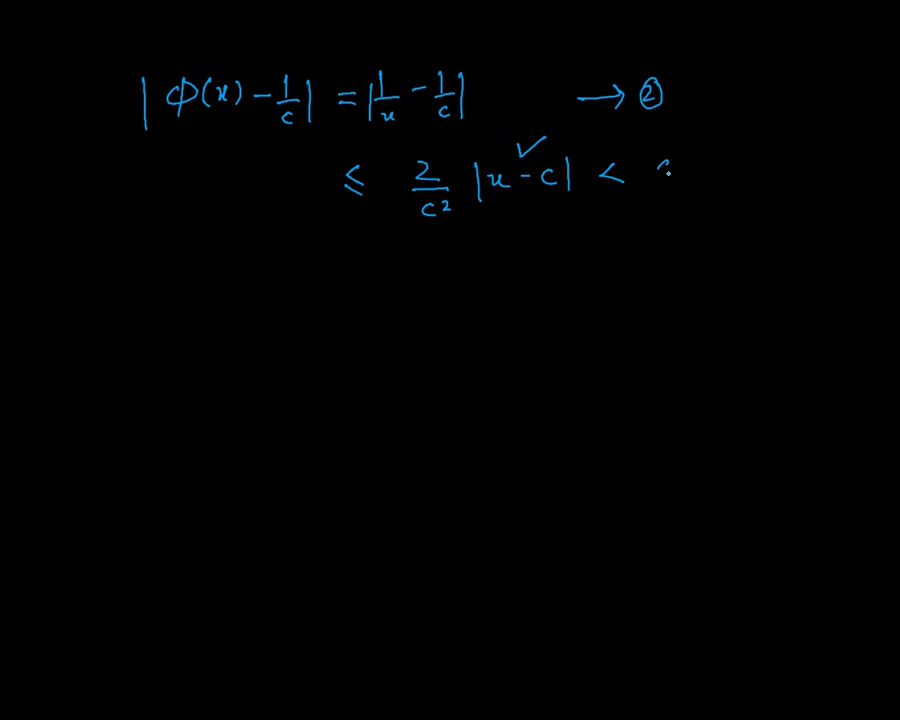 | ϕ(x) - 1/c | = | 1/x - 1/c | → ②
≤ 2/c² |x - c| <